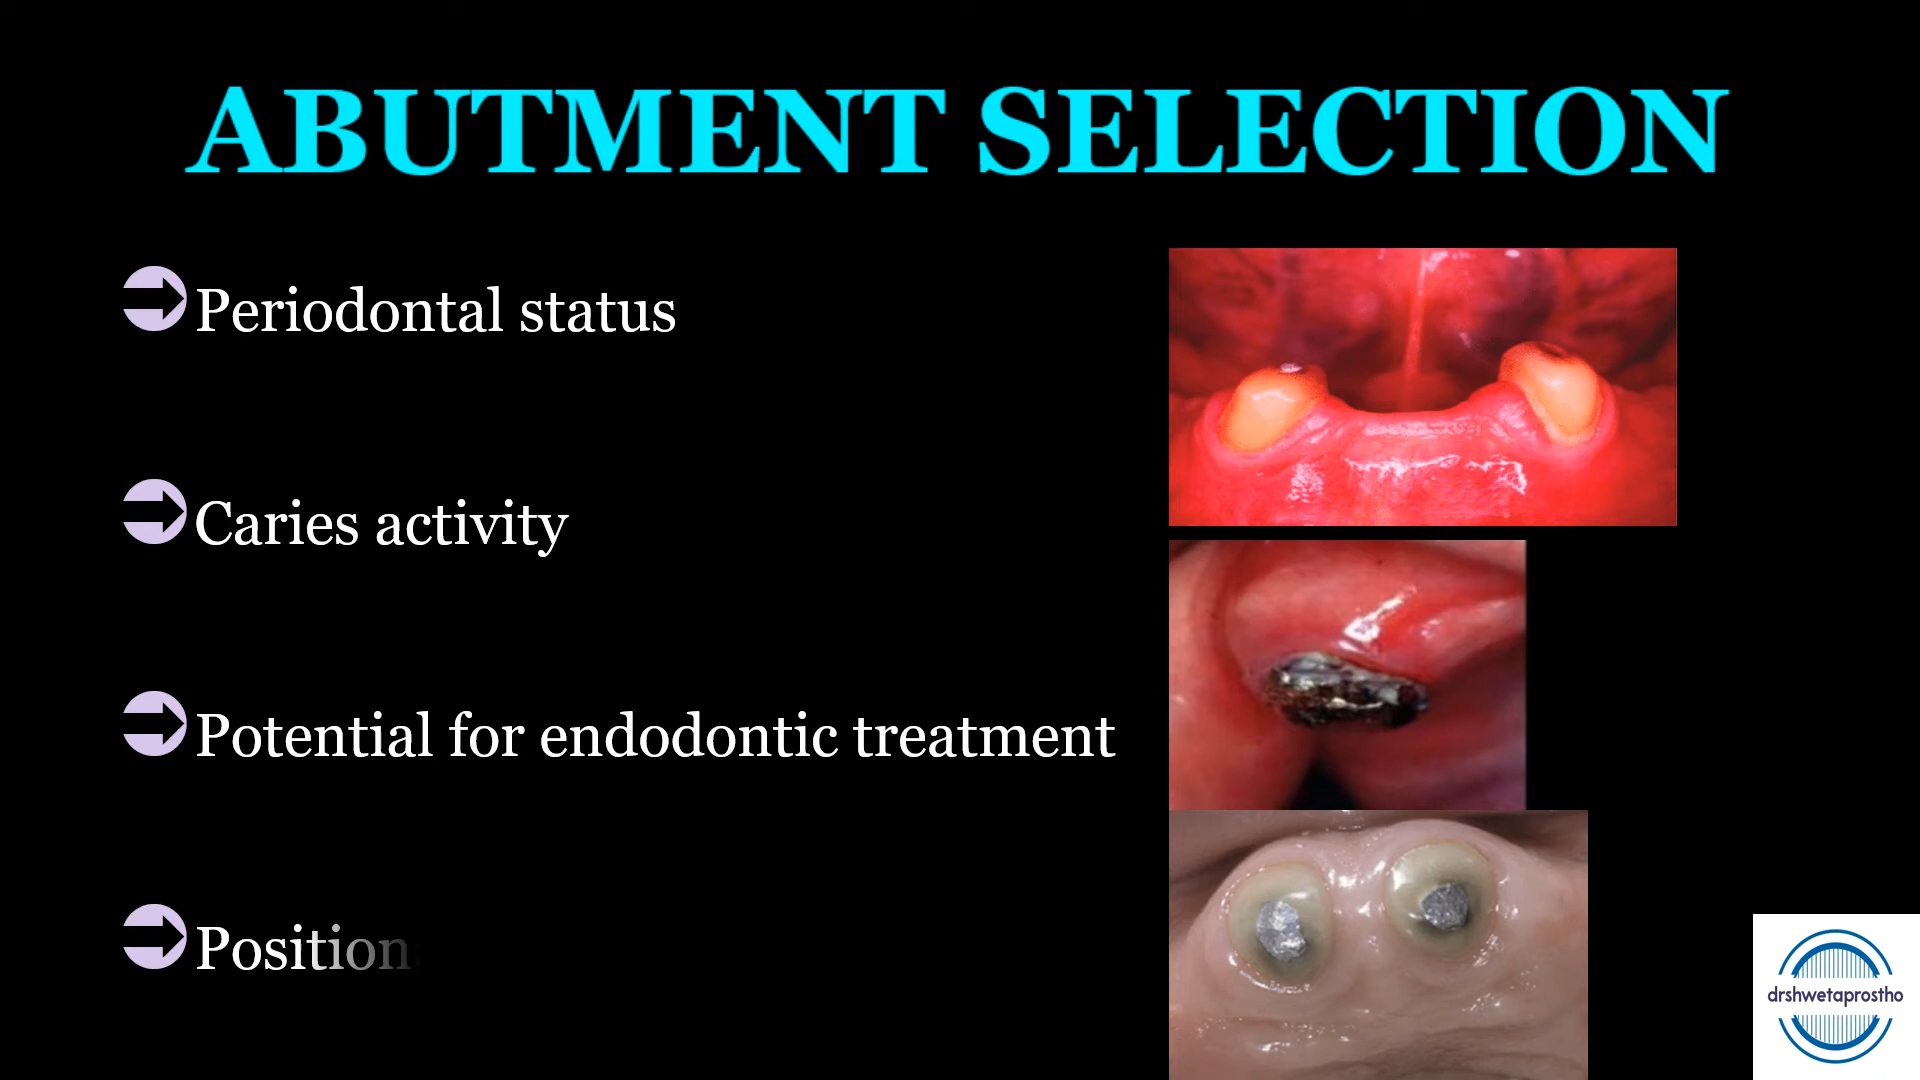 ABUTMENT SELECTION
Periodontal status
Caries activity
Potential for endodontic treatment
Position
drshwetaprostho